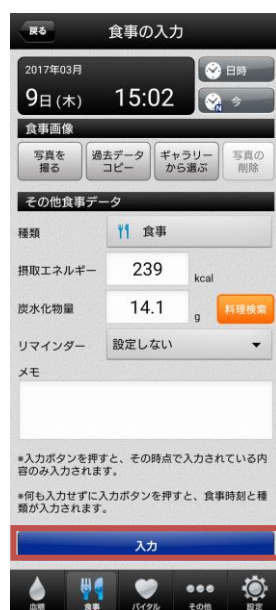 戻る 食事の入力
2017年03月
日時
9日(木) 15:02
今
食事画像
写真を
撮る
過去データ
コピー
ギャラリー
から選ぶ
写真の
削除
その他食事データ
種類 食事
摂取エネルギー 239 kcal
炭水化物量 14.1 g 料理検索
リマインダー 設定しない
メモ
*入力ボタンを押すと、その時点で入力されている内
容のみ入力されます。
*何も入力せずに入力ボタンを押すと、食事時刻と種
類が入力されます。
入力
血糖 食事 バイタル その他 設定